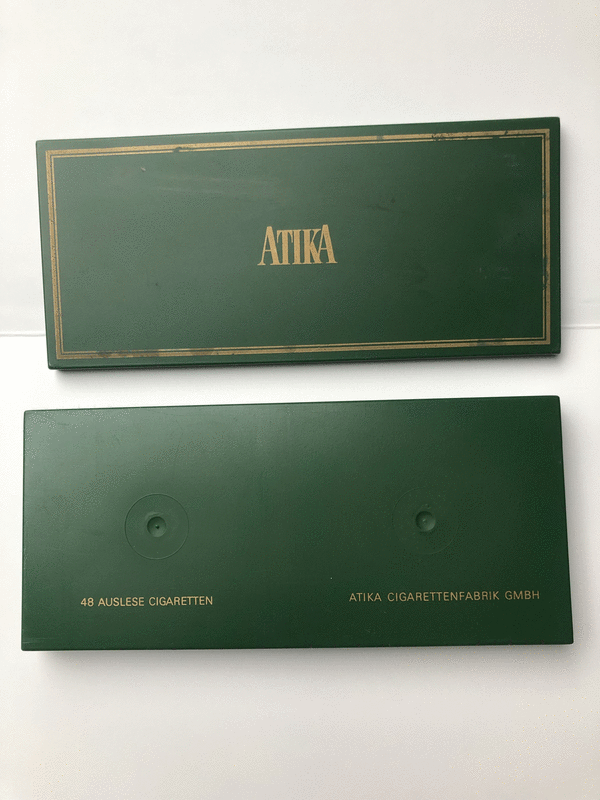 ATIKA
48 AUSLESE CIGARETTEN
ATIKA CIGARETTENFABRIK GMBH